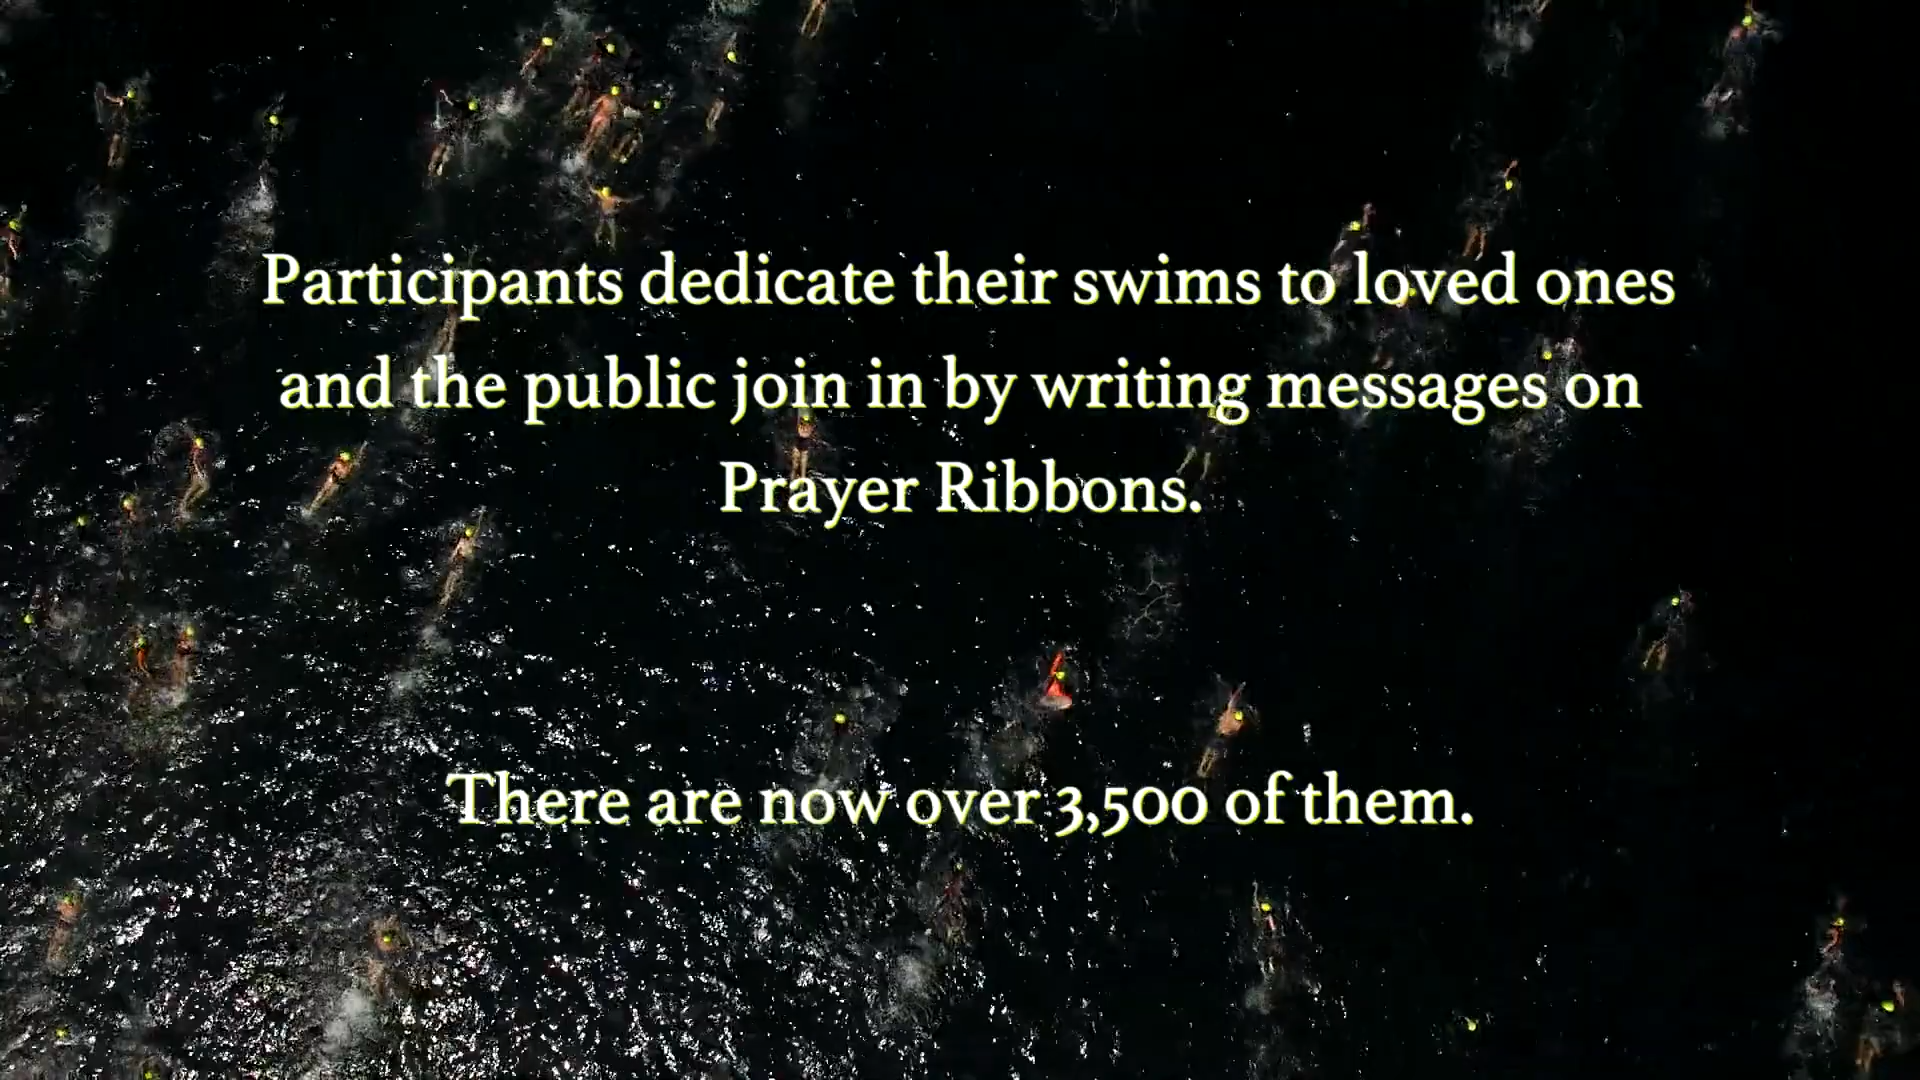 Participants dedicate their swims to loved ones
and the public join in by writing messages on
Prayer Ribbons.
There are now over 3,500 of them.